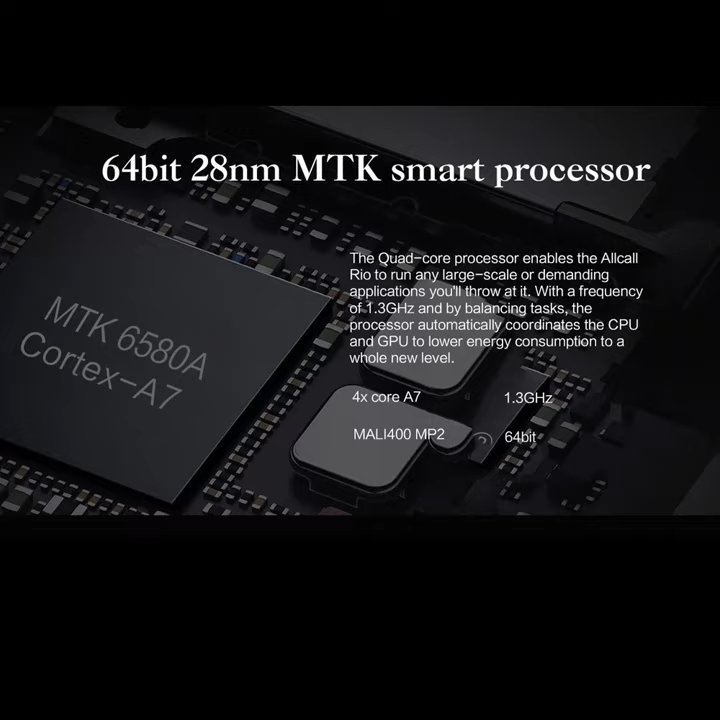 64bit 28nm MTK smart processor
The Quad-core processor enables the Allcall
Rio to run any large-scale or demanding
applications you'll throw at it. With a frequency
of 1.3GHz and by balancing tasks, the
processor automatically coordinates the CPU
and GPU to lower energy consumption to a
whole new level.
MTK 6580A
Cortex-A7
4x core A7 1.3GHz
MALI400 MP2 64bit